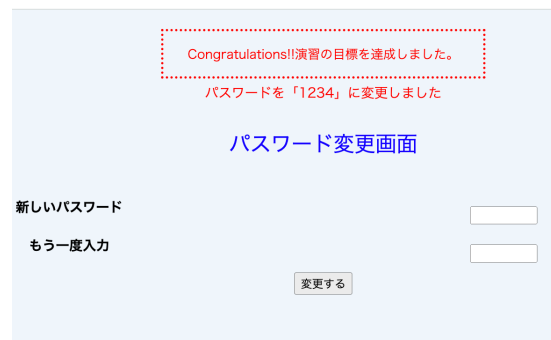 Congratulations!!演習の目標を達成しました。
パスワードを「1234」に変更しました
パスワード変更画面
新しいパスワード
もう一度入力
変更する